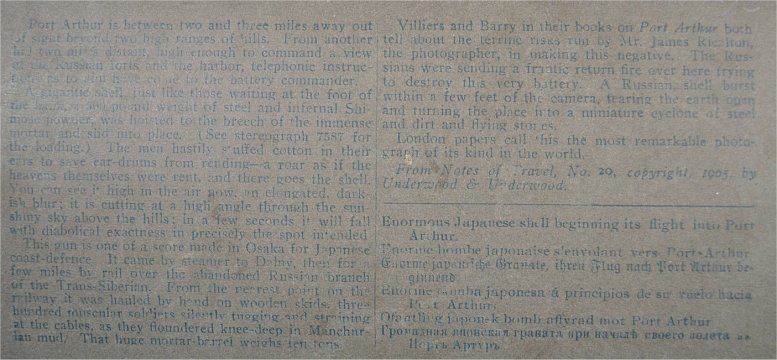 Port Arthur is between two and three miles away out
of sight beyond two high ranges of hills. From another
hill two miles distant, high enough to command a view
of the Russian forts and the harbor, telephonic instruc-
tions to aim have come to the battery commander.
A gigantic shell, just like those waiting at the foot of
the bank, pound weight of steel and internal Shi-
mose powder, was hoisted to the breech of the immense
mortar and slid into place. (See stereograph 7587 for
the loading.) The men hastily stuffed cotton in their
ears to save ear-drums from rending—a roar as if the
heavens themselves were rent, and there goes the shell.
You can see it high in the air now, an elongated, dark-
ish blur; it is cutting at a high angle through the sun-
shiny sky above the hills; in a few seconds it will fall
with diabolical exactness in precisely the spot intended.
This gun is one of a score made in Osaka for Japanese
coast-defence. It came by steamer to Dalny, then for a
few miles by rail over the abandoned Russian branch
of the Trans-Siberian. From the nearest point on the
railway it was hauled by hand on wooden skids, three
hundred muscular soldiers silently tugging and straining
at the cables, as they floundered knee-deep in Manchur-
ian mud. That huge mortar-barrel weighs ten tons.
Villiers and Barry in their books on Port Arthur both
tell about the terrific risks run by Mr. James Ricalton,
the photographer, in making this negative. The Rus-
sians were sending a frantic return fire over here trying
to destroy this very battery. A Russian shell burst
within a few feet of the camera, tearing the earth open
and turning the place into a miniature cyclone of steel
and dirt and flying stones.
London papers call this the most remarkable photo-
graph of its kind in the world.
From Notes of Travel, No. 20, copyright, 1905, by
Underwood & Underwood.
Enormous Japanese shell beginning its flight into Port
Arthur.
Enorme bombe japonaise s'envolant vers Port-Arthur.
Enorme japanische Granate, ihren Flug nach Port Arthur be-
ginnend.
Enorme bomba japonesa á principios de su vuelo hacia
Port Arthur.
Ofantlig japansk bomb affyrad mot Port Arthur
Громадная японская граната при началѣ своего полета въ
Портъ Артуръ.